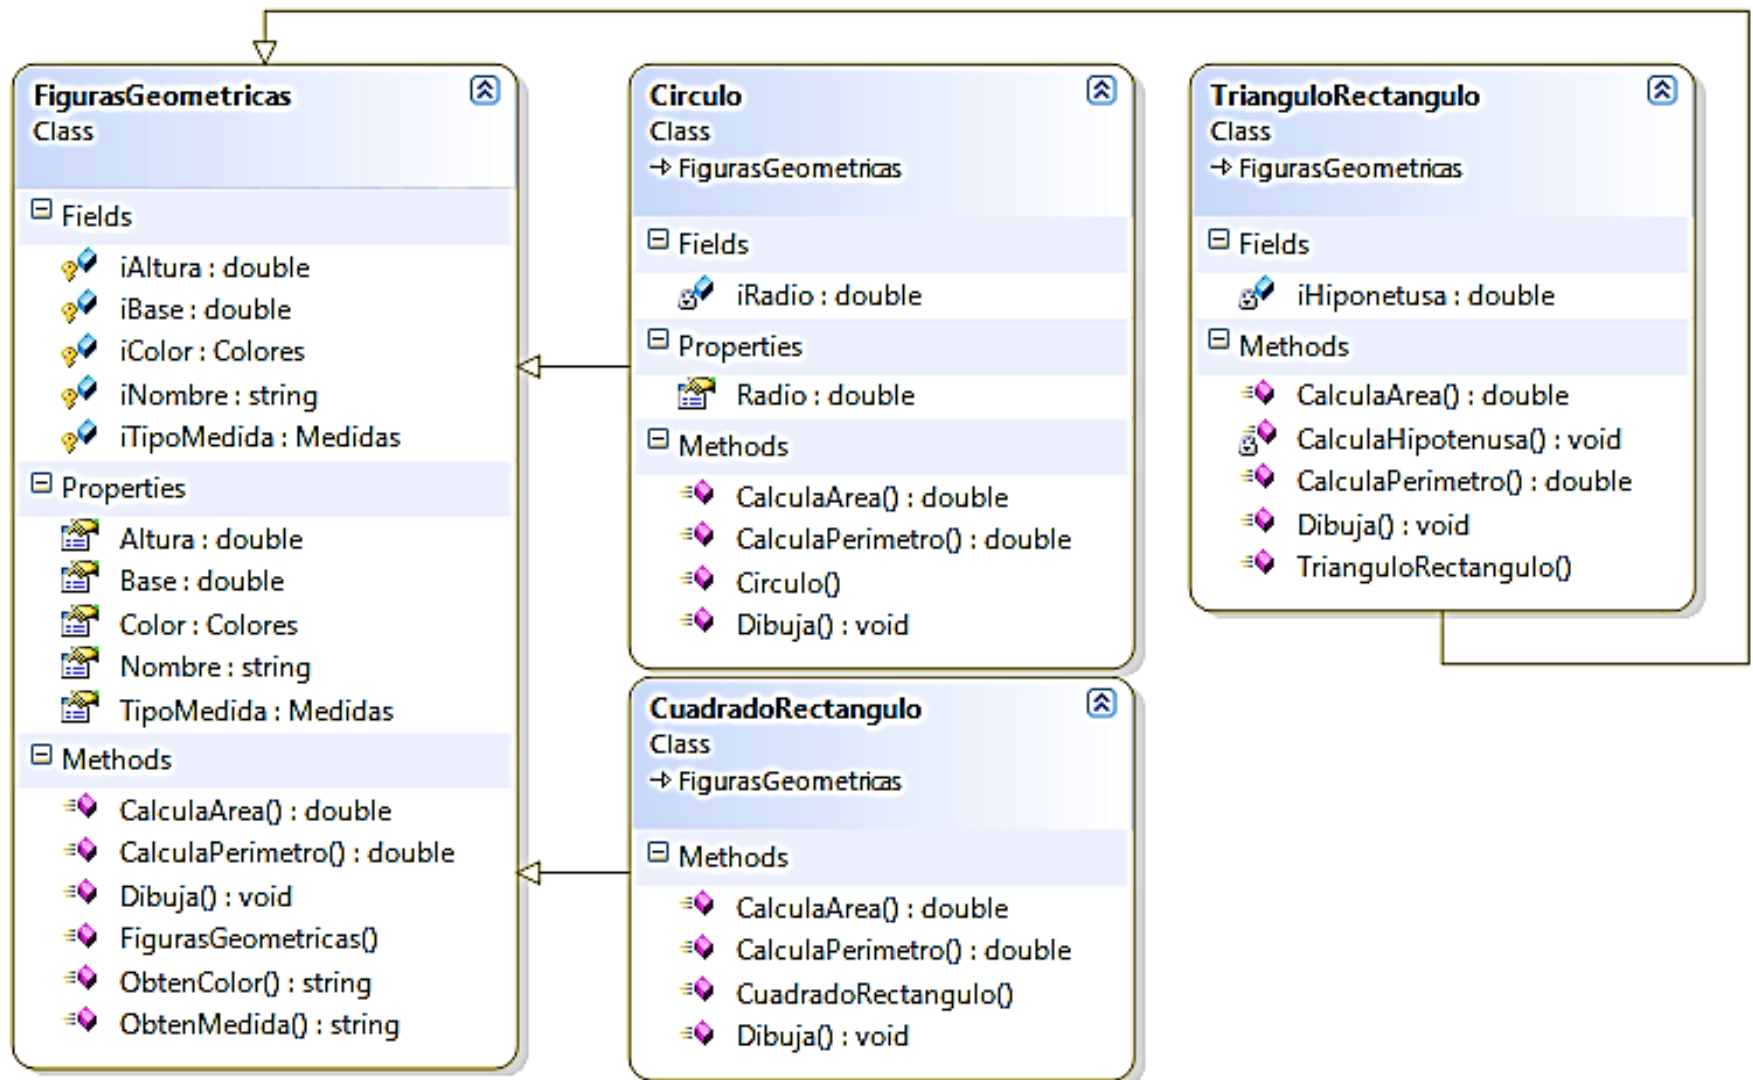 FigurasGeometricas
Class
Fields
iAltura : double
iBase : double
iColor : Colores
iNombre : string
iTipoMedida : Medidas
Properties
Altura : double
Base : double
Color : Colores
Nombre : string
TipoMedida : Medidas
Methods
CalculaArea() : double
CalculaPerimetro() : double
Dibuja() : void
FigurasGeometricas()
ObtenColor() : string
ObtenMedida() : string
Circulo
Class
FigurasGeometricas
Fields
iRadio : double
Properties
Radio : double
Methods
CalculaArea() : double
CalculaPerimetro() : double
Circulo()
Dibuja() : void
CuadradoRectangulo
Class
FigurasGeometricas
Methods
CalculaArea() : double
CalculaPerimetro() : double
CuadradoRectangulo()
Dibuja() : void
TrianguloRectangulo
Class
FigurasGeometricas
Fields
iHiponetusa : double
Methods
CalculaArea() : double
CalculaHipotenusa() : void
CalculaPerimetro() : double
Dibuja() : void
TrianguloRectangulo()